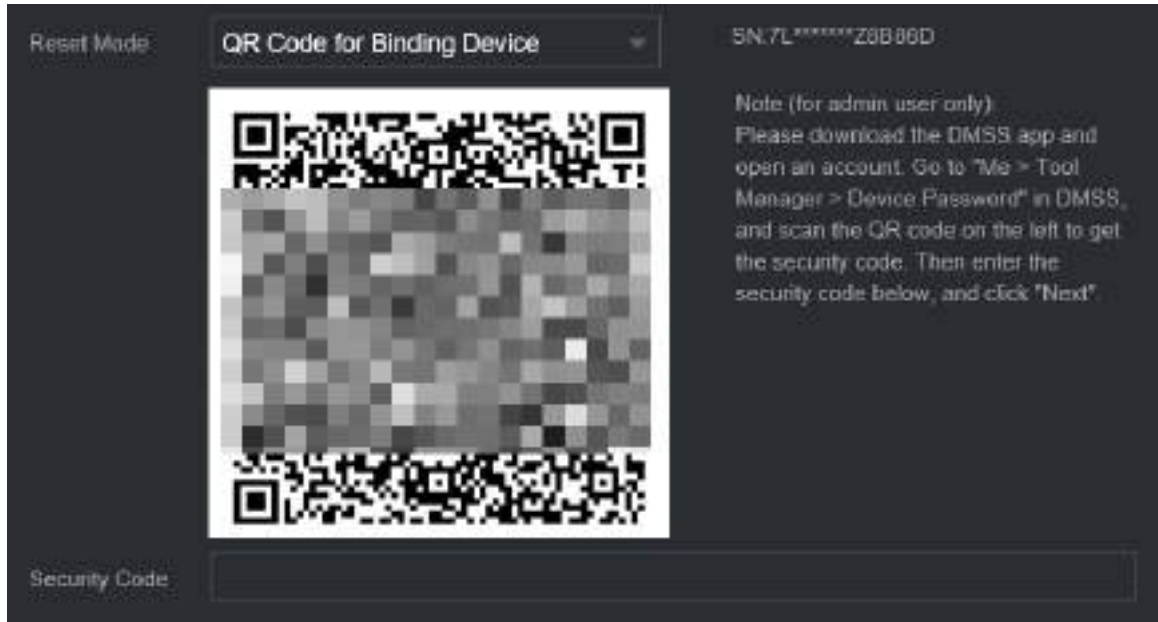 Reset Mode
QR Code for Binding Device
SN:7L*******Z8B86D
Note (for admin user only):
Please download the DMSS app and
open an account. Go to "Me > Tool
Manager > Device Password" in DMSS,
and scan the QR code on the left to get
the security code. Then enter the
security code below, and click "Next".
Security Code